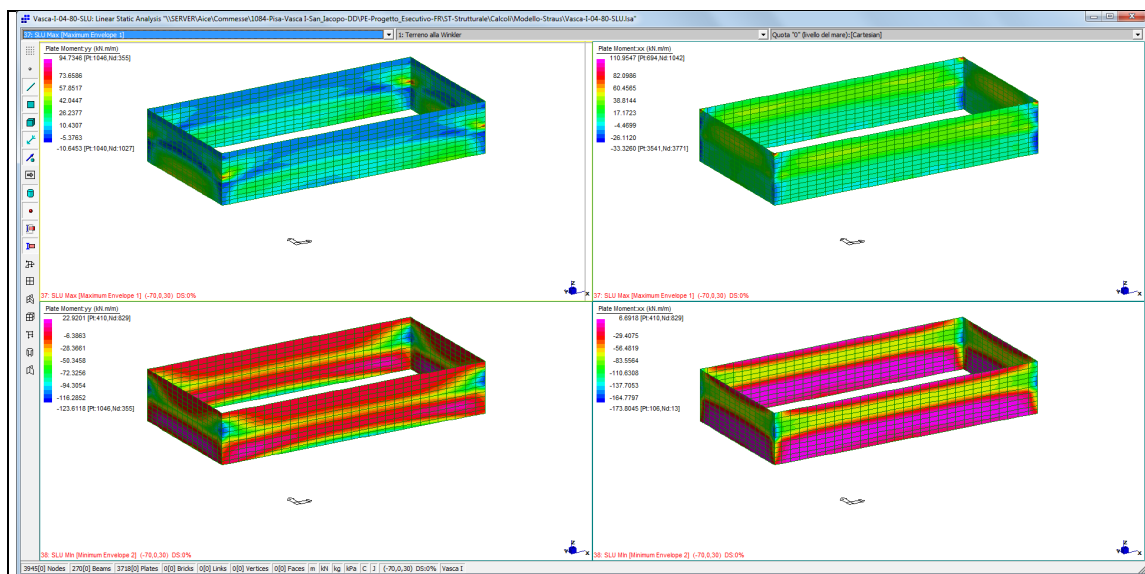 Vasca-I-04-80-SLU: Linear Static Analysis "\\SERVER\Aice\Commesse\1084-Pisa-Vasca I-San_Iacopo-DD\PE-Progetto_Esecutivo-FR\ST-Strutturale\Calcoli\Modello-Straus\Vasca-I-04-80-SLU.lsa"
37: SLU Max [Maximum Envelope 1]
1: Terreno alla Winkler
Quota "0" (livello del mare):[Cartesian]
Plate Moment:yy (kN.m/m)
94.7346 [Pt:1046,Nd:355]
73.6586
57.8517
42.0447
26.2377
10.4307
-5.3763
-10.6453 [Pt:1040,Nd:1027]
37: SLU Max [Maximum Envelope 1] (-70,0,30) DS:0%
Plate Moment:xx (kN.m/m)
110.9547 [Pt:694,Nd:1042]
82.0986
60.4565
38.8144
17.1723
-4.4699
-26.1120
-33.3260 [Pt:3541,Nd:3771]
37: SLU Max [Maximum Envelope 1] (-70,0,30) DS:0%
Plate Moment:yy (kN.m/m)
22.9201 [Pt:410,Nd:829]
-6.3863
-28.3661
-50.3458
-72.3256
-94.3054
-116.2852
-123.6118 [Pt:1046,Nd:355]
38: SLU Min [Minimum Envelope 2] (-70,0,30) DS:0%
Plate Moment:xx (kN.m/m)
6.6918 [Pt:410,Nd:829]
-29.4075
-56.4819
-83.5564
-110.6308
-137.7053
-164.7797
-173.8045 [Pt:106,Nd:13]
38: SLU Min [Minimum Envelope 2] (-70,0,30) DS:0%
3945[0] Nodes 270[0] Beams 3718[0] Plates 0[0] Bricks 0[0] Links 0[0] Vertices 0[0] Faces m kN kg kPa C J (-70,0,30) DS:0% Vasca I